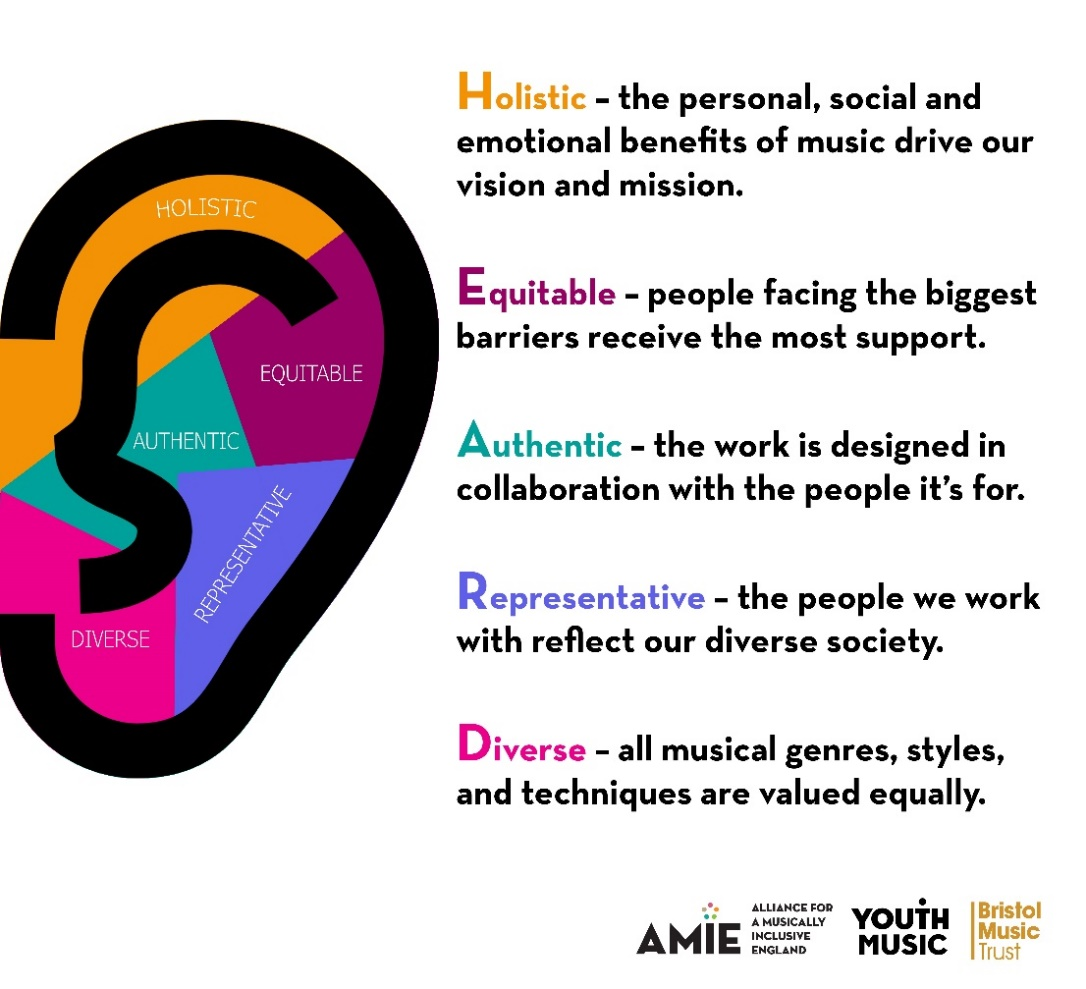 HOLISTIC
EQUITABLE
AUTHENTIC
REPRESENTATIVE
DIVERSE
Holistic – the personal, social and
emotional benefits of music drive our
vision and mission.
Equitable – people facing the biggest
barriers receive the most support.
Authentic – the work is designed in
collaboration with the people it's for.
Representative – the people we work
with reflect our diverse society.
Diverse – all musical genres, styles,
and techniques are valued equally.
AMIE
ALLIANCE FOR
A MUSICALLY
INCLUSIVE
ENGLAND
YOUTH
MUSIC
Bristol
Music
Trust